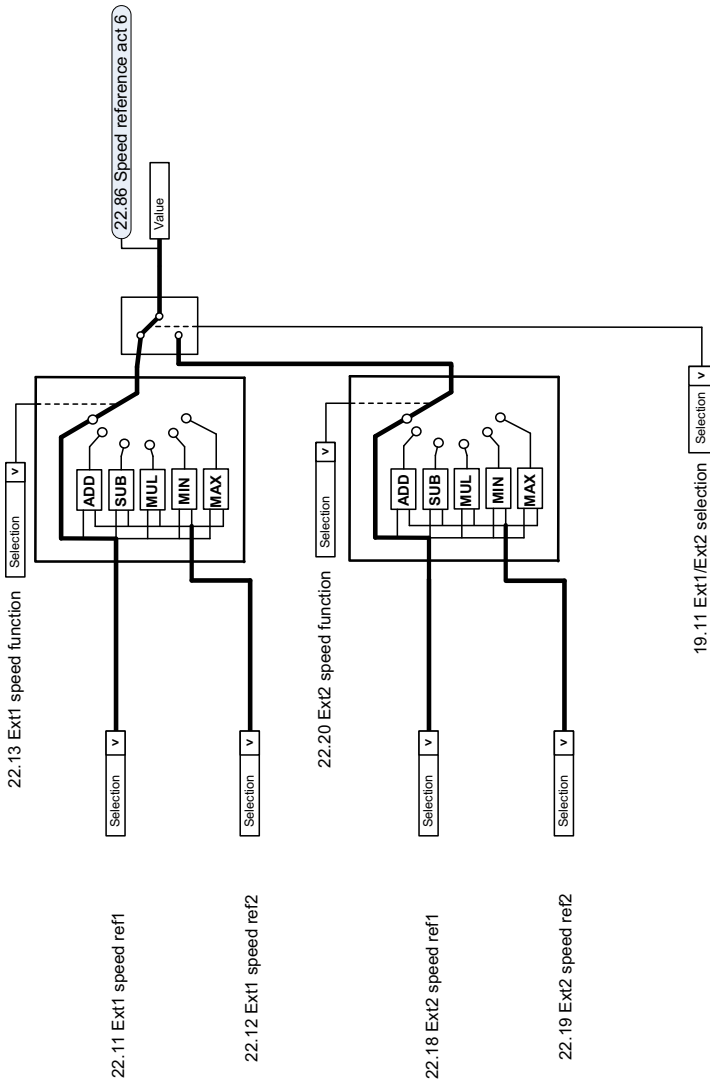 22.13 Ext1 speed function
Selection v
22.86 Speed reference act 6
Value
22.11 Ext1 speed ref1
Selection v
ADD
SUB
MUL
MIN
MAX
22.12 Ext1 speed ref2
Selection v
22.20 Ext2 speed function
Selection v
22.18 Ext2 speed ref1
Selection v
ADD
SUB
MUL
MIN
MAX
22.19 Ext2 speed ref2
Selection v
19.11 Ext1/Ext2 selection
Selection v